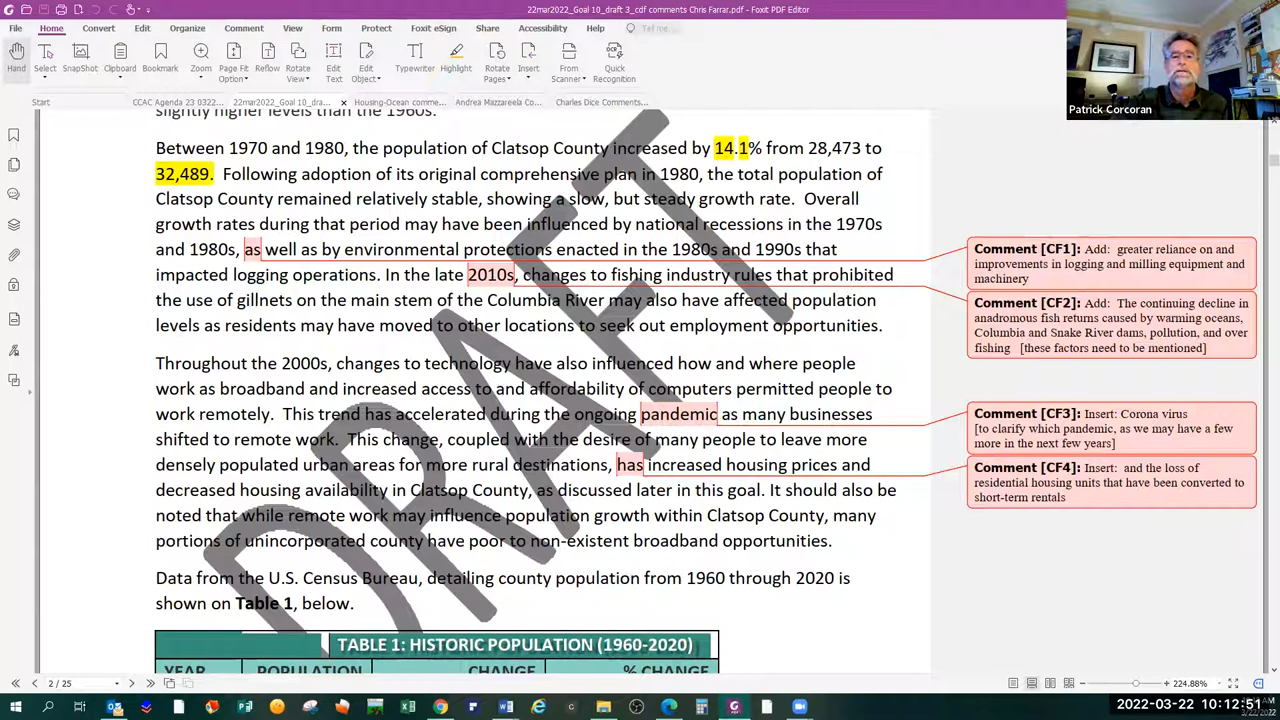 22mar2022_Goal 10_draft 3_cdf comments Chris Farrar.pdf - Foxit PDF Editor
File Home Convert Edit Organize Comment View Form Protect Foxit eSign Share Accessibility Help Tell me...
Hand Select SnapShot Clipboard Bookmark Zoom Page Fit Option Reflow Rotate View Edit Text Edit Object Typewriter Highlight Rotate Pages Insert From Scanner Quick Recognition
Start CCAC Agenda 23 0322... 22mar2022_Goal 10_dra... Housing-Ocean comme... Andrea Mazzareela Co... Charles Dice Comments...
Patrick Corcoran
slightly higher levels than the 1960s.
Between 1970 and 1980, the population of Clatsop County increased by 14.1% from 28,473 to
32,489. Following adoption of its original comprehensive plan in 1980, the total population of
Clatsop County remained relatively stable, showing a slow, but steady growth rate. Overall
growth rates during that period may have been influenced by national recessions in the 1970s
and 1980s, as well as by environmental protections enacted in the 1980s and 1990s that
impacted logging operations. In the late 2010s, changes to fishing industry rules that prohibited
the use of gillnets on the main stem of the Columbia River may also have affected population
levels as residents may have moved to other locations to seek out employment opportunities.
Throughout the 2000s, changes to technology have also influenced how and where people
work as broadband and increased access to and affordability of computers permitted people to
work remotely. This trend has accelerated during the ongoing pandemic as many businesses
shifted to remote work. This change, coupled with the desire of many people to leave more
densely populated urban areas for more rural destinations, has increased housing prices and
decreased housing availability in Clatsop County, as discussed later in this goal. It should also be
noted that while remote work may influence population growth within Clatsop County, many
portions of unincorporated county have poor to non-existent broadband opportunities.
Data from the U.S. Census Bureau, detailing county population from 1960 through 2020 is
shown on Table 1, below.
TABLE 1: HISTORIC POPULATION (1960-2020)
YEAR POPULATION CHANGE % CHANGE
DRAFT
Comment [CF1]: Add: greater reliance on and
improvements in logging and milling equipment and
machinery
Comment [CF2]: Add: The continuing decline in
anadromous fish returns caused by warming oceans,
Columbia and Snake River dams, pollution, and over
fishing [these factors need to be mentioned]
Comment [CF3]: Insert: Corona virus
[to clarify which pandemic, as we may have a few
more in the next few years]
Comment [CF4]: Insert: and the loss of
residential housing units that have been converted to
short-term rentals
2 / 25
224.88%
2022-03-22 10:12:51